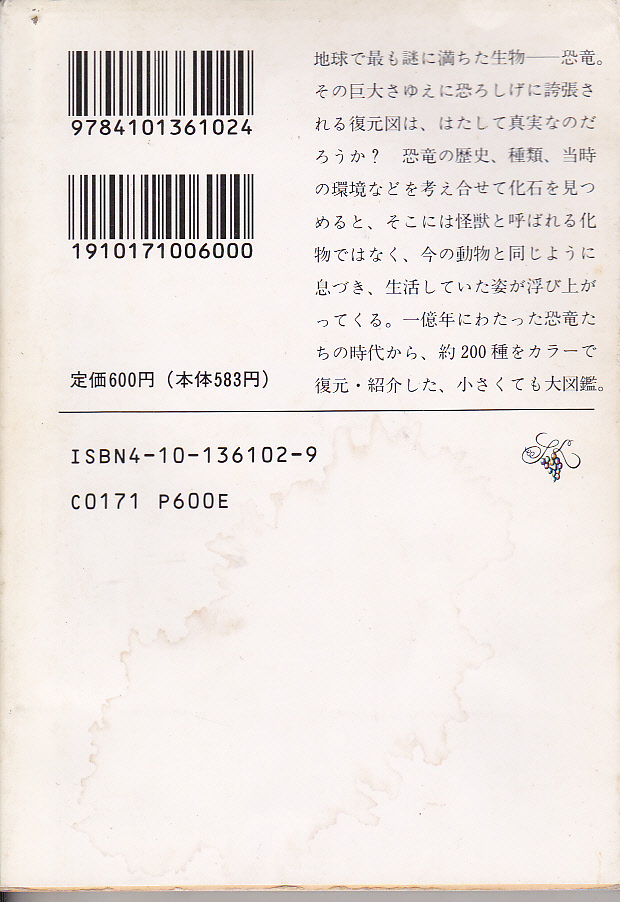 9784101361024
1910171006000
地球で最も謎に満ちた生物──恐竜。
その巨大さゆえに恐ろしげに誇張さ
れる復元図は、はたして真実なのだ
ろうか？　恐竜の歴史、種類、当時
の環境などを考え合せて化石を見つ
めると、そこには怪獣と呼ばれる化
物ではなく、今の動物と同じように
息づき、生活していた姿が浮び上が
ってくる。一億年にわたった恐竜た
ちの時代から、約200種をカラーで
復元・紹介した、小さくても大図鑑。
定価600円（本体583円）
ISBN4-10-136102-9
C0171 P600E